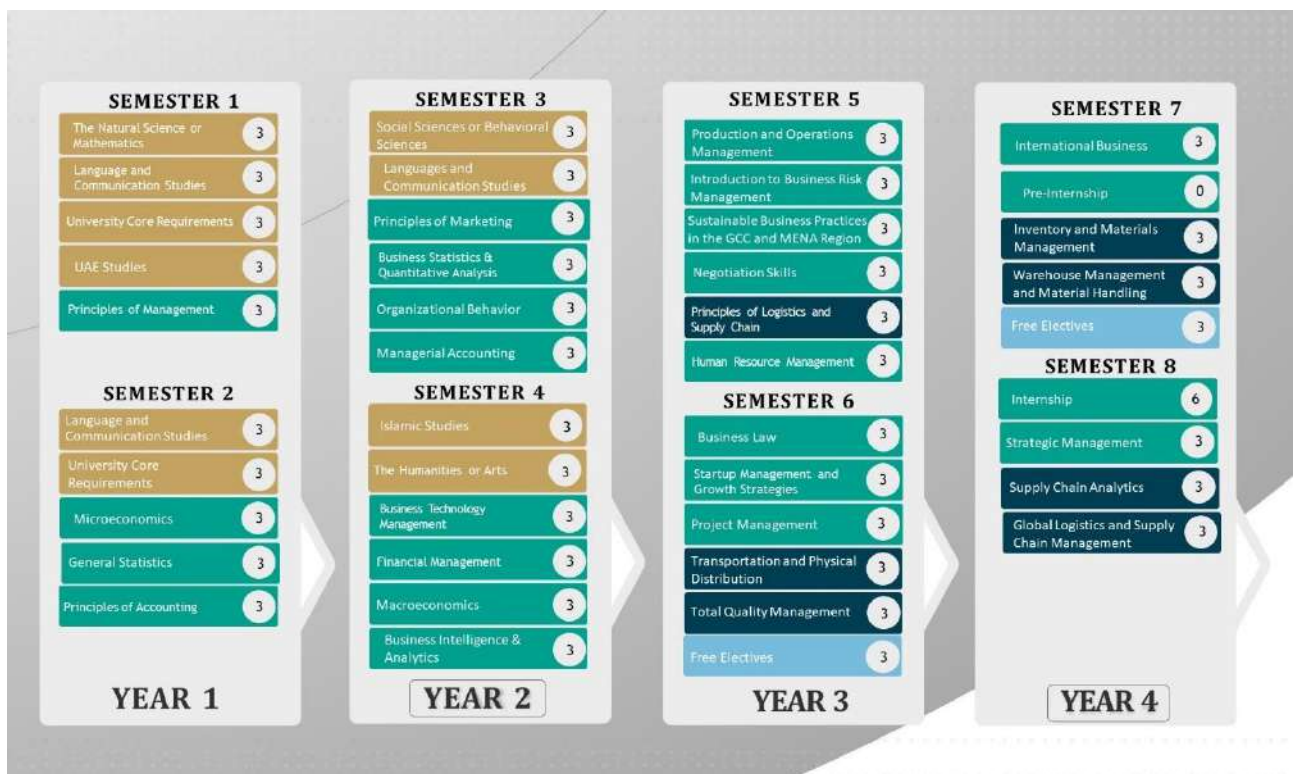 SEMESTER 1
The Natural Science or
Mathematics
3
Language and
Communication Studies
3
University Core Requirements
3
UAE Studies
3
Principles of Management
3
SEMESTER 2
Language and
Communication Studies
3
University Core
Requirements
3
Microeconomics
3
General Statistics
3
Principles of Accounting
3
YEAR 1
SEMESTER 3
Social Sciences or Behavioral
Sciences
3
Languages and
Communication Studies
3
Principles of Marketing
3
Business Statistics &
Quantitative Analysis
3
Organizational Behavior
3
Managerial Accounting
3
SEMESTER 4
Islamic Studies
3
The Humanities or Arts
3
Business Technology
Management
3
Financial Management
3
Macroeconomics
3
Business Intelligence &
Analytics
3
YEAR 2
SEMESTER 5
Production and Operations
Management
3
Introduction to Business Risk
Management
3
Sustainable Business Practices
in the GCC and MENA Region
3
Negotiation Skills
3
Principles of Logistics and
Supply Chain
3
Human Resource Management
3
SEMESTER 6
Business Law
3
Startup Management and
Growth Strategies
3
Project Management
3
Transportation and Physical
Distribution
3
Total Quality Management
3
Free Electives
3
YEAR 3
SEMESTER 7
International Business
3
Pre-Internship
0
Inventory and Materials
Management
3
Warehouse Management
and Material Handling
3
Free Electives
3
SEMESTER 8
Internship
6
Strategic Management
3
Supply Chain Analytics
3
Global Logistics and Supply
Chain Management
3
YEAR 4